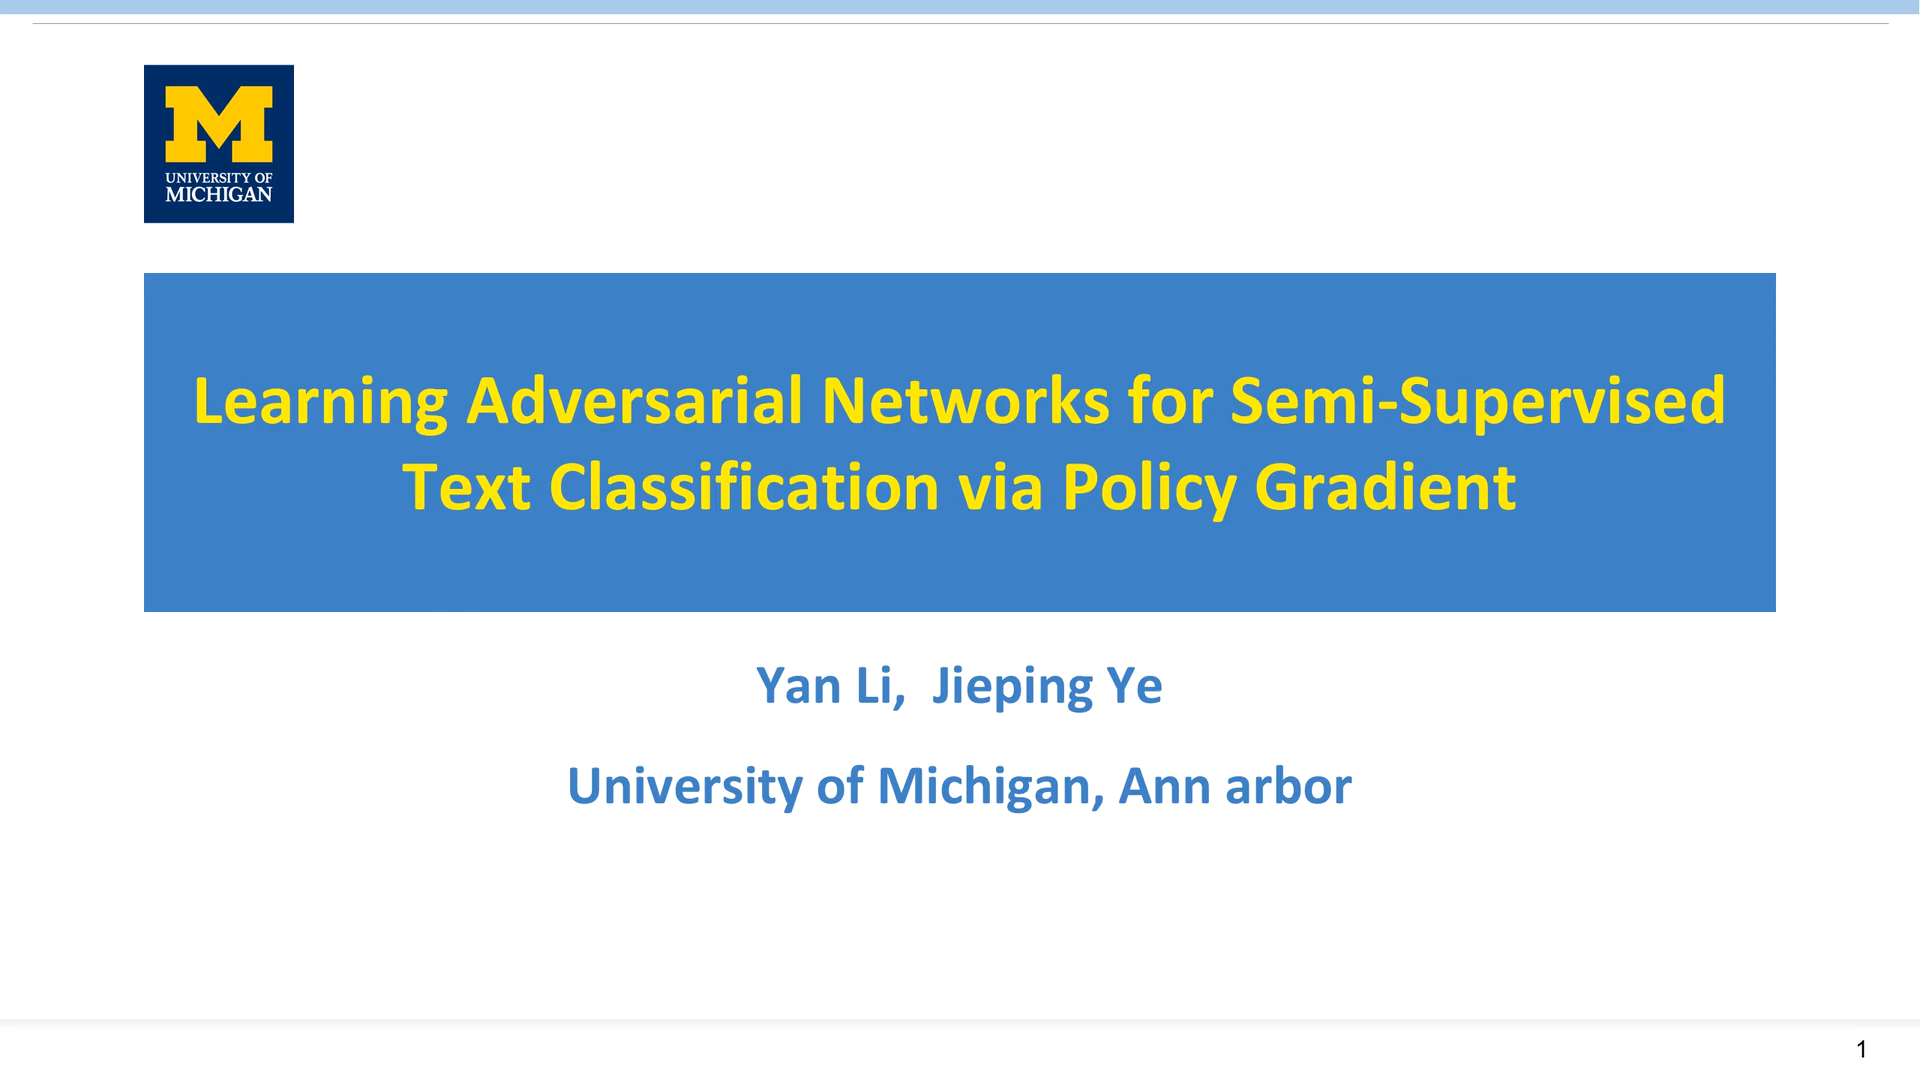 M
UNIVERSITY OF
MICHIGAN
Learning Adversarial Networks for Semi-Supervised
Text Classification via Policy Gradient
Yan Li, Jieping Ye
University of Michigan, Ann arbor
1